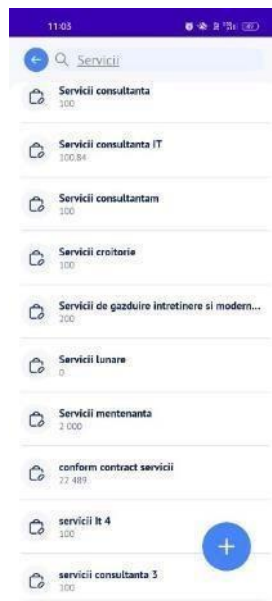 11:03
Servicii
Servicii consultanta
100
Servicii consultanta IT
100.84
Servicii consultantam
100
Servicii croitorie
100
Servicii de gazduire intretinere si modern...
200
Servicii lunare
0
Servicii mentenanta
2 000
conform contract servicii
22 489
servicii It 4
100
servicii consultanta 3
100